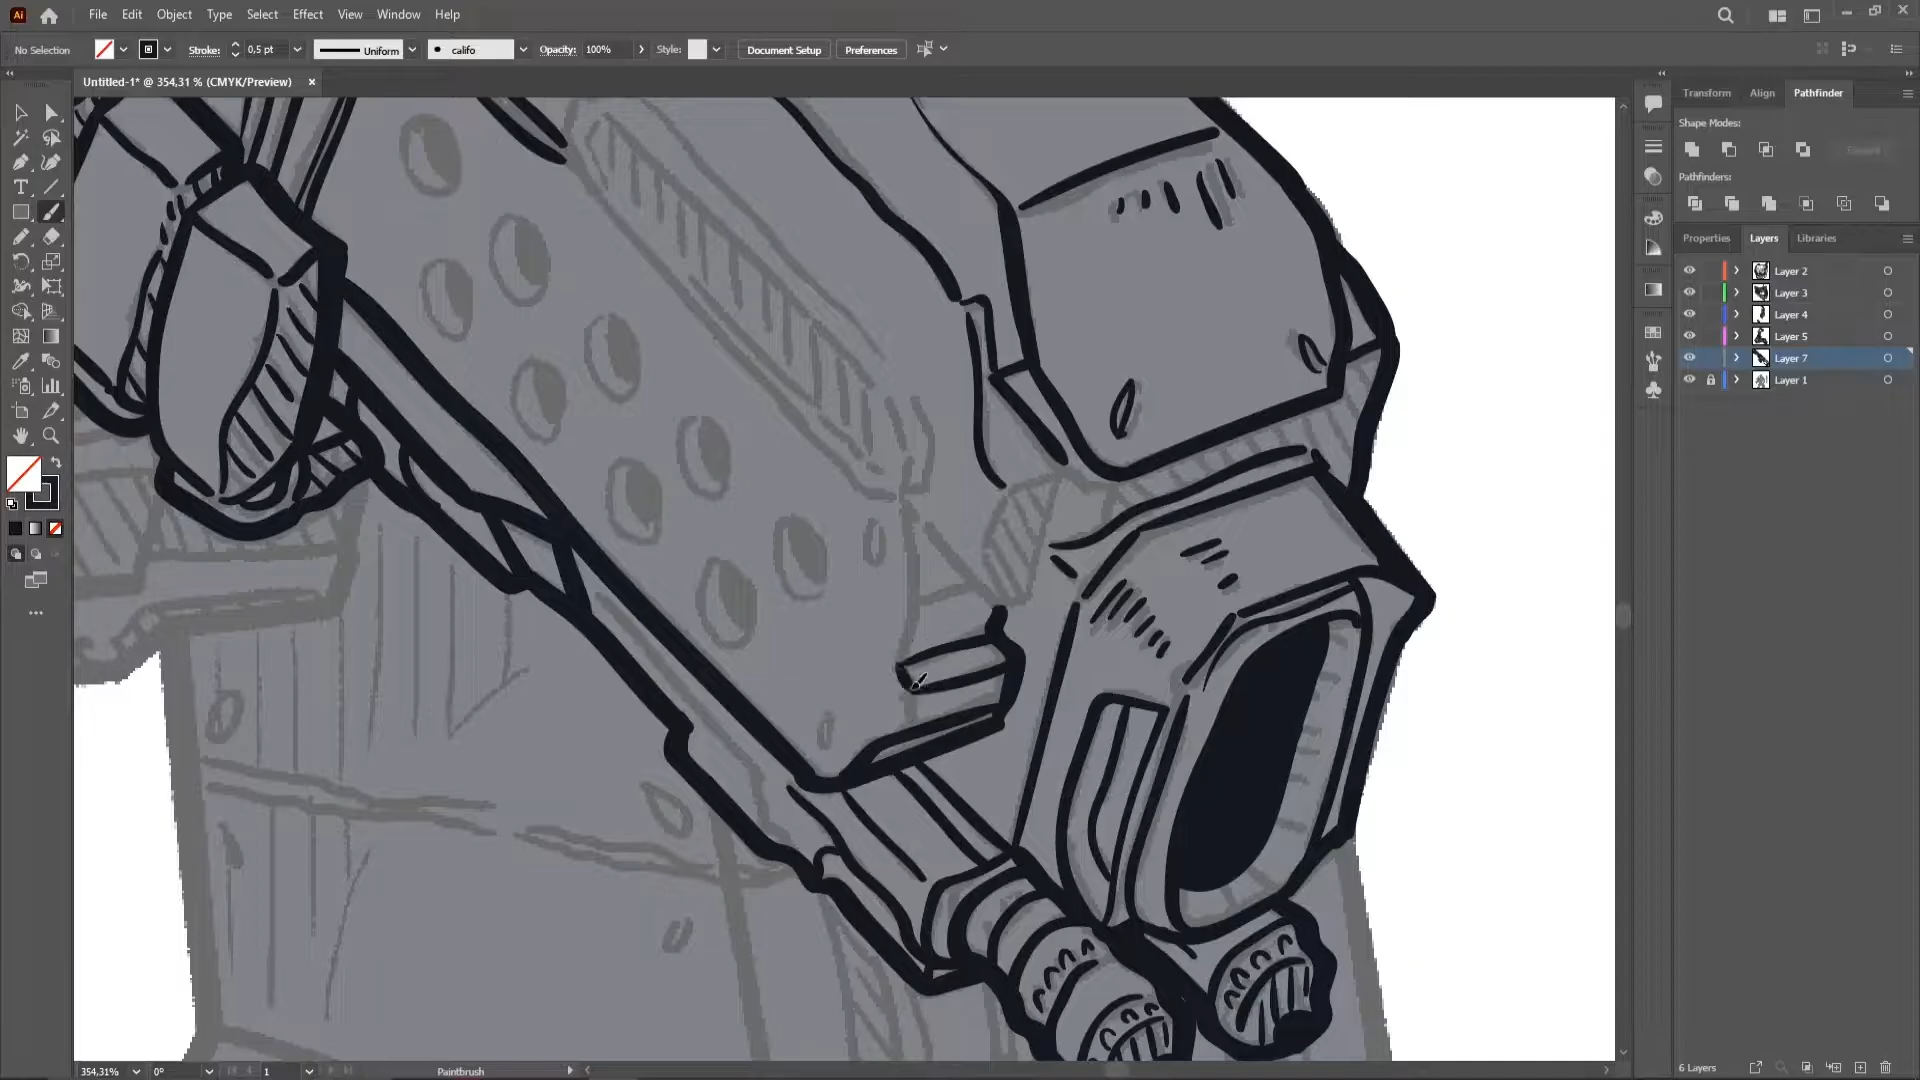 Ai File Edit Object Type Select Effect View Window Help
No Selection Stroke: 0,5 pt Uniform califo Opacity: 100% Style: Document Setup Preferences
Untitled-1* @ 354,31 % (CMYK/Preview)
Transform Align Pathfinder
Shape Modes:
Pathfinders:
Properties Layers Libraries
Layer 2
Layer 3
Layer 4
Layer 5
Layer 7
Layer 1
354,31% 0° 1 Paintbrush
6 Layers